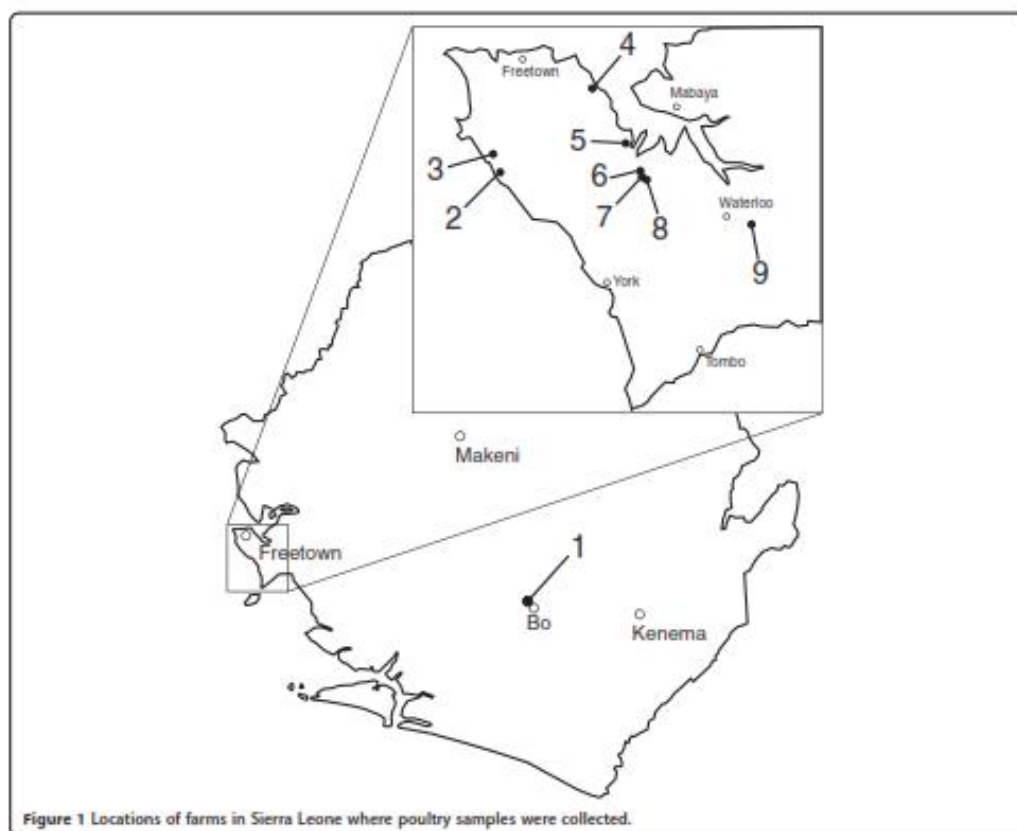 4
Freetown
Mabaya
5
3
6
2
7
8
Waterloo
9
York
Tombo
Makeni
Freetown
1
Bo
Kenema
Figure 1 Locations of farms in Sierra Leone where poultry samples were collected.